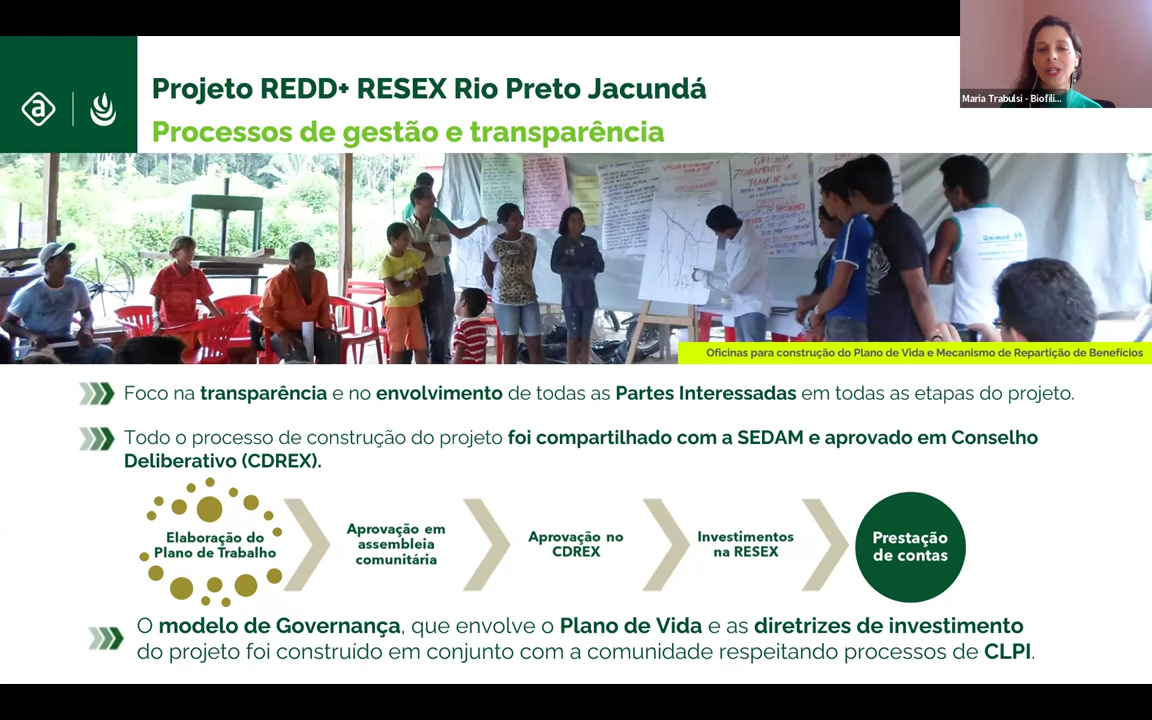 Projeto REDD+ RESEX Rio Preto Jacundá
Processos de gestão e transparência
Maria Trabulsi - Biofili...
Oficinas para construção do Plano de Vida e Mecanismo de Repartição de Benefícios
Foco na transparência e no envolvimento de todas as Partes Interessadas em todas as etapas do projeto.
Todo o processo de construção do projeto foi compartilhado com a SEDAM e aprovado em Conselho
Deliberativo (CDREX).
Elaboração do
Plano de Trabalho
Aprovação em
assembleia
comunitária
Aprovação no
CDREX
Investimentos
na RESEX
Prestação
de contas
O modelo de Governança, que envolve o Plano de Vida e as diretrizes de investimento
do projeto foi construído em conjunto com a comunidade respeitando processos de CLPI.